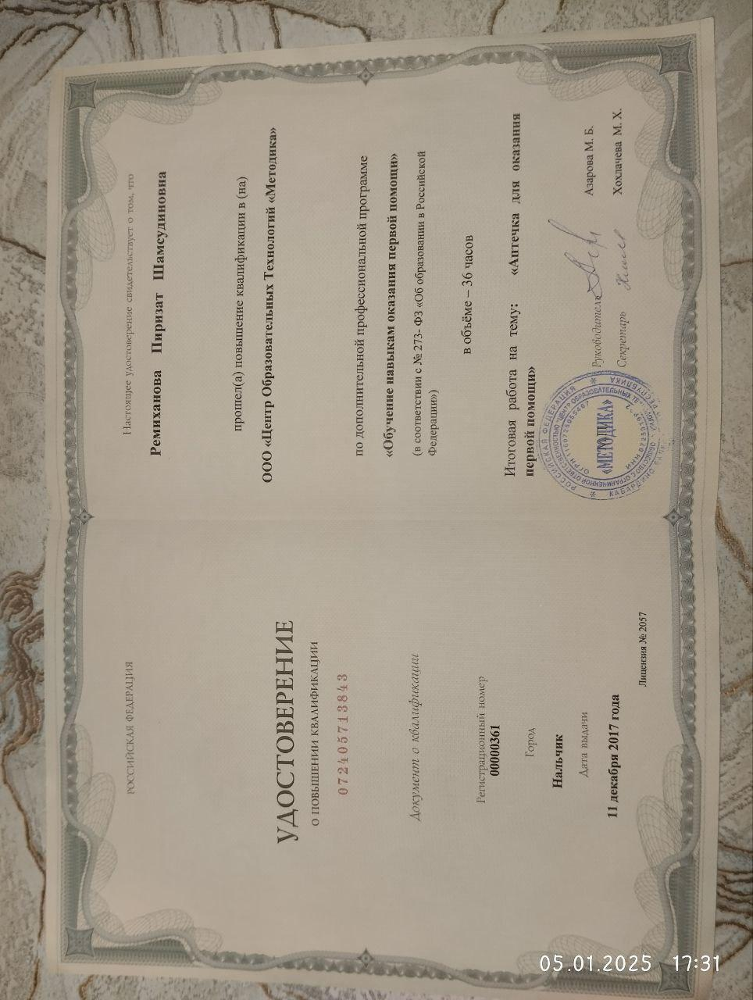 РОССИЙСКАЯ ФЕДЕРАЦИЯ
УДОСТОВЕРЕНИЕ
О ПОВЫШЕНИИ КВАЛИФИКАЦИИ
072405713843
Документ о квалификации
Регистрационный номер
00000361
Город
Нальчик
Дата выдачи
11 декабря 2017 года
Лицензия № 2057
Настоящее удостоверение свидетельствует о том, что
Ремиханова Пиризат Шамсудиновна
прошел(а) повышение квалификации в (на)
ООО «Центр Образовательных Технологий «Методика»
по дополнительной профессиональной программе
«Обучение навыкам оказания первой помощи»
(в соответствии с № 273- ФЗ «Об образовании в Российской
Федерации»)
в объёме – 36 часов
Итоговая работа на тему: «Аптечка для оказания
первой помощи»
Руководитель Азарова М. Б.
Секретарь Хохлачева М. Х.
РОССИЙСКАЯ ФЕДЕРАЦИЯ
«МЕТОДИКА»
05.01.2025 17:31